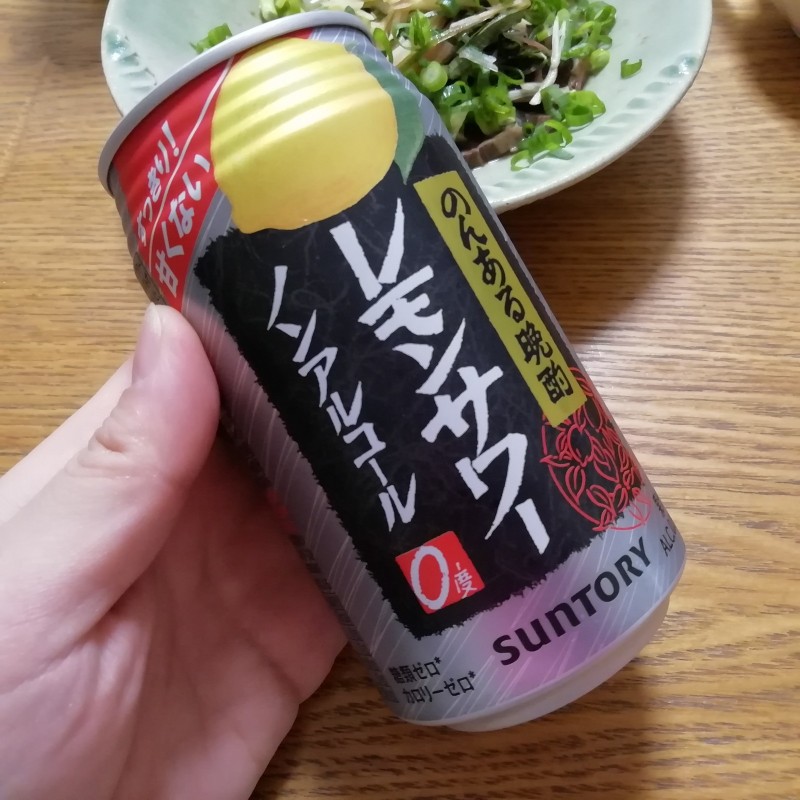 甘くない
すっきり!
のんある晩酌
レモンサワー
ノンアルコール
0度
SUNTORY
ALC.
糖類ゼロ*
カロリーゼロ*